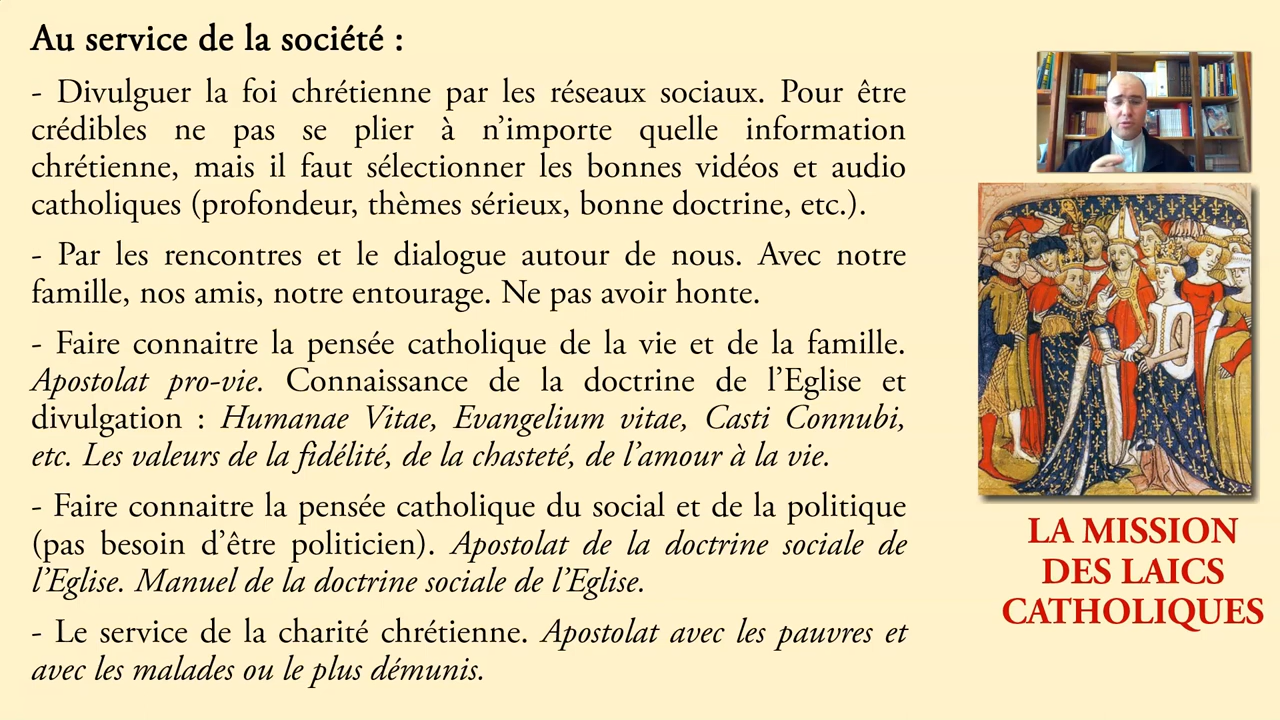 Au service de la société :
- Divulguer la foi chrétienne par les réseaux sociaux. Pour être
crédibles ne pas se plier à n’importe quelle information
chrétienne, mais il faut sélectionner les bonnes vidéos et audio
catholiques (profondeur, thèmes sérieux, bonne doctrine, etc.).
- Par les rencontres et le dialogue autour de nous. Avec notre
famille, nos amis, notre entourage. Ne pas avoir honte.
- Faire connaitre la pensée catholique de la vie et de la famille.
Apostolat pro-vie. Connaissance de la doctrine de l’Eglise et
divulgation : Humanae Vitae, Evangelium vitae, Casti Connubi,
etc. Les valeurs de la fidélité, de la chasteté, de l’amour à la vie.
- Faire connaitre la pensée catholique du social et de la politique
(pas besoin d’être politicien). Apostolat de la doctrine sociale de
l’Eglise. Manuel de la doctrine sociale de l’Eglise.
- Le service de la charité chrétienne. Apostolat avec les pauvres et
avec les malades ou le plus démunis.
LA MISSION
DES LAICS
CATHOLIQUES